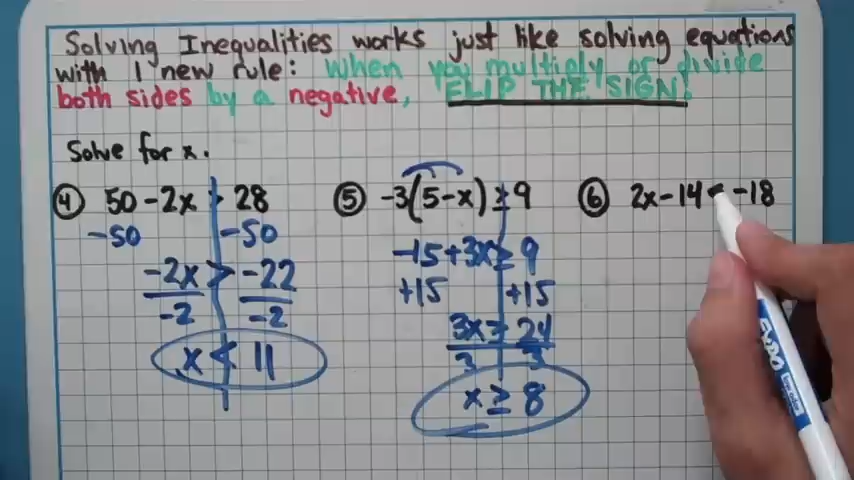 Solving Inequalities works just like solving equations
with 1 new rule: when you multiply or divide
both sides by a negative, FLIP THE SIGN!
Solve for x.
④ 50-2x > 28
-50 -50
-2x > -22
-2 -2
x < 11
⑤ -3(5-x) ≥ 9
-15+3x ≥ 9
+15 +15
3x ≥ 24
3 3
x ≥ 8
⑥ 2x-14 < -18
EXPO